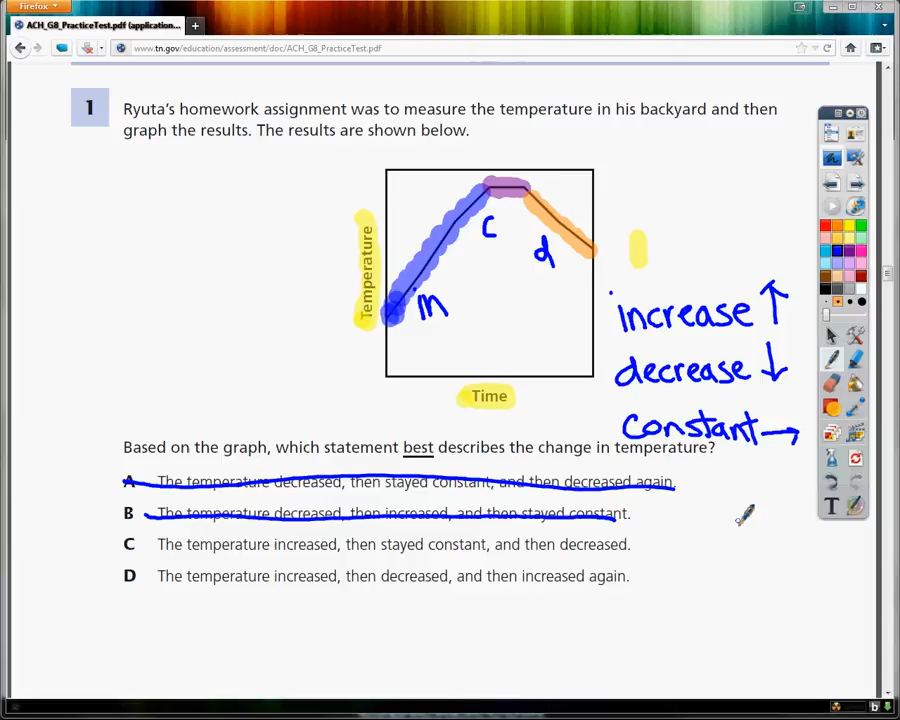 Firefox
ACH_G8_PracticeTest.pdf (application...
www.tn.gov/education/assessment/doc/ACH_G8_PracticeTest.pdf
1
Ryuta's homework assignment was to measure the temperature in his backyard and then
graph the results. The results are shown below.
Temperature
in
c
d
Time
increase ↑
decrease ↓
Constant →
Based on the graph, which statement best describes the change in temperature?
A The temperature decreased, then stayed constant, and then decreased again.
B The temperature decreased, then increased, and then stayed constant.
C The temperature increased, then stayed constant, and then decreased.
D The temperature increased, then decreased, and then increased again.